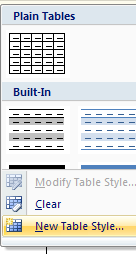 Plain Tables
Built-In
Modify Table Style...
Clear
New Table Style...